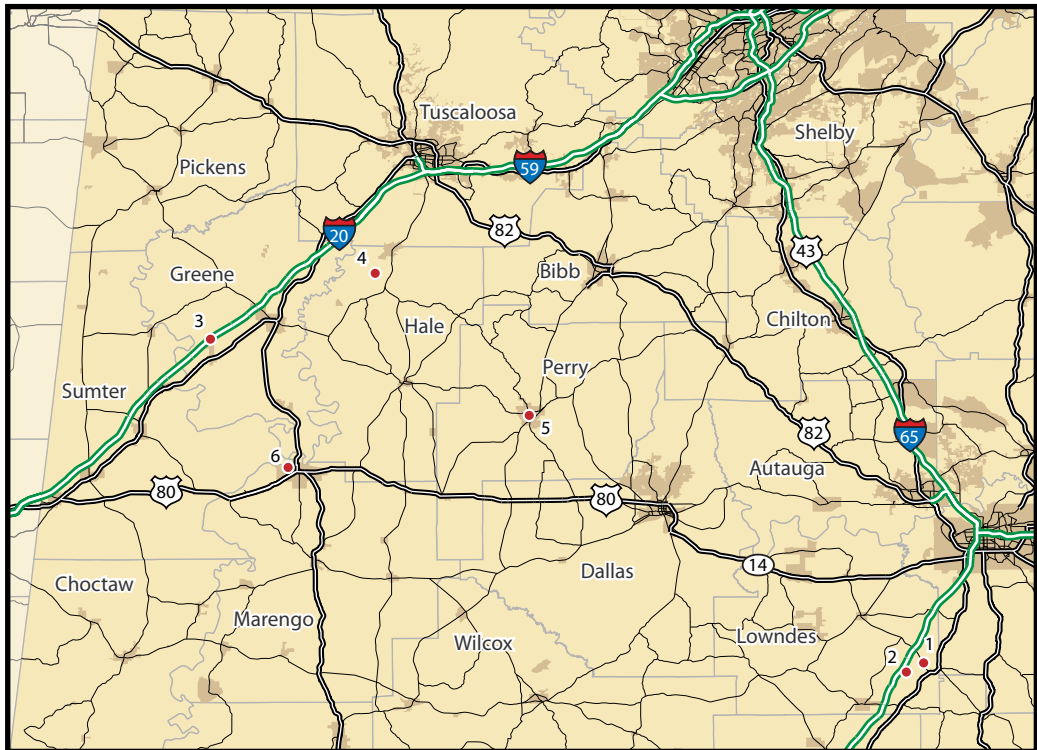 Tuscaloosa
Shelby
Pickens
59
82
20
43
Greene
4
Bibb
3
Hale
Chilton
Perry
Sumter
5
82
65
6
Autauga
80
80
14
Choctaw
Dallas
Marengo
Wilcox
Lowndes
2
1